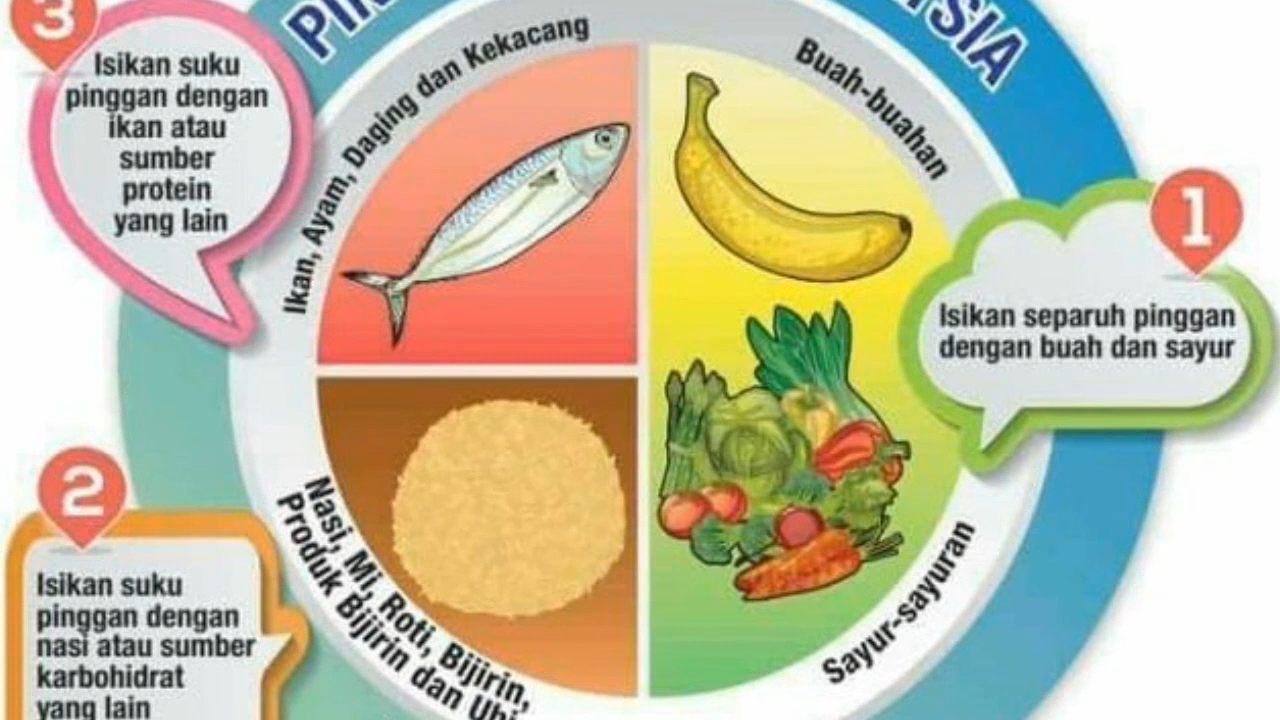 3
Isikan suku
pinggan dengan
ikan atau
sumber
protein
yang lain
Ikan, Ayam, Daging dan Kekacang
Buah-buahan
1
Isikan separuh pinggan
dengan buah dan sayur
2
Isikan suku
pinggan dengan
nasi atau sumber
karbohidrat
yang lain
Nasi, Mi, Roti, Bijirin,
Produk Bijirin dan Ubi
Sayur-sayuran